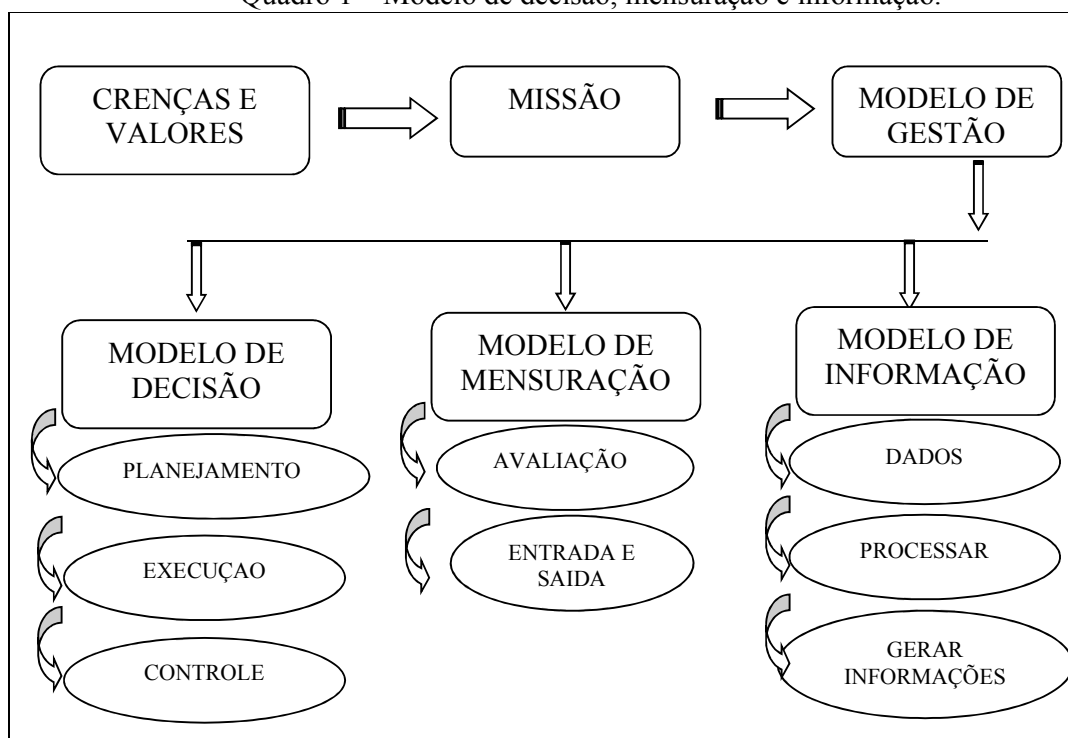 Quadro 1 – Modelo de decisão, mensuração e informação.
CRENÇAS E
VALORES
MISSÃO
MODELO DE
GESTÃO
MODELO DE
DECISÃO
MODELO DE
MENSURAÇÃO
MODELO DE
INFORMAÇÃO
PLANEJAMENTO
AVALIAÇÃO
DADOS
EXECUÇAO
ENTRADA E
SAIDA
PROCESSAR
CONTROLE
GERAR
INFORMAÇÕES